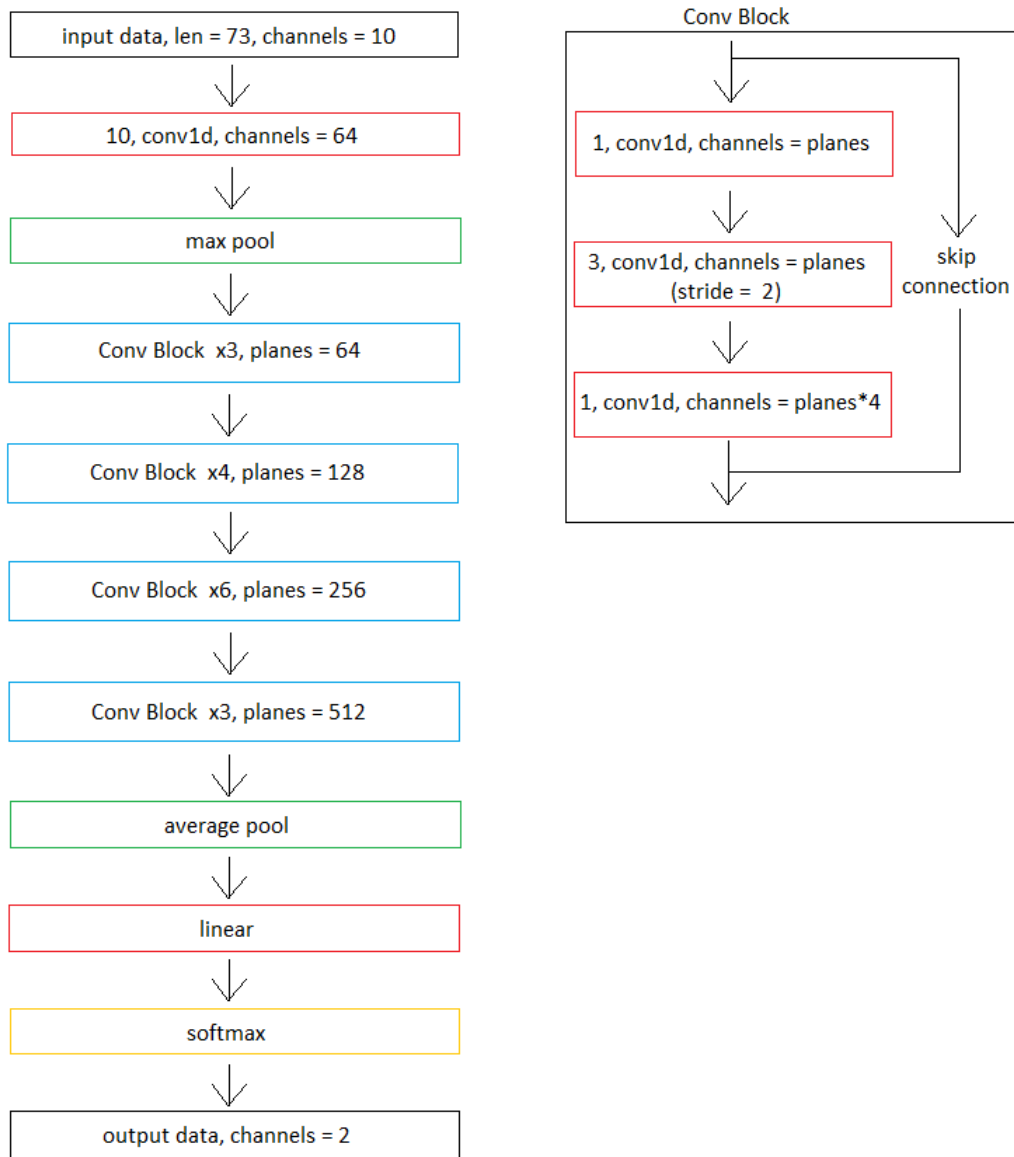 input data, len = 73, channels = 10
10, conv1d, channels = 64
max pool
Conv Block  x3, planes = 64
Conv Block  x4, planes = 128
Conv Block  x6, planes = 256
Conv Block  x3, planes = 512
average pool
linear
softmax
output data, channels = 2
Conv Block
1, conv1d, channels = planes
3, conv1d, channels = planes
(stride =  2)
1, conv1d, channels = planes*4
skip
connection